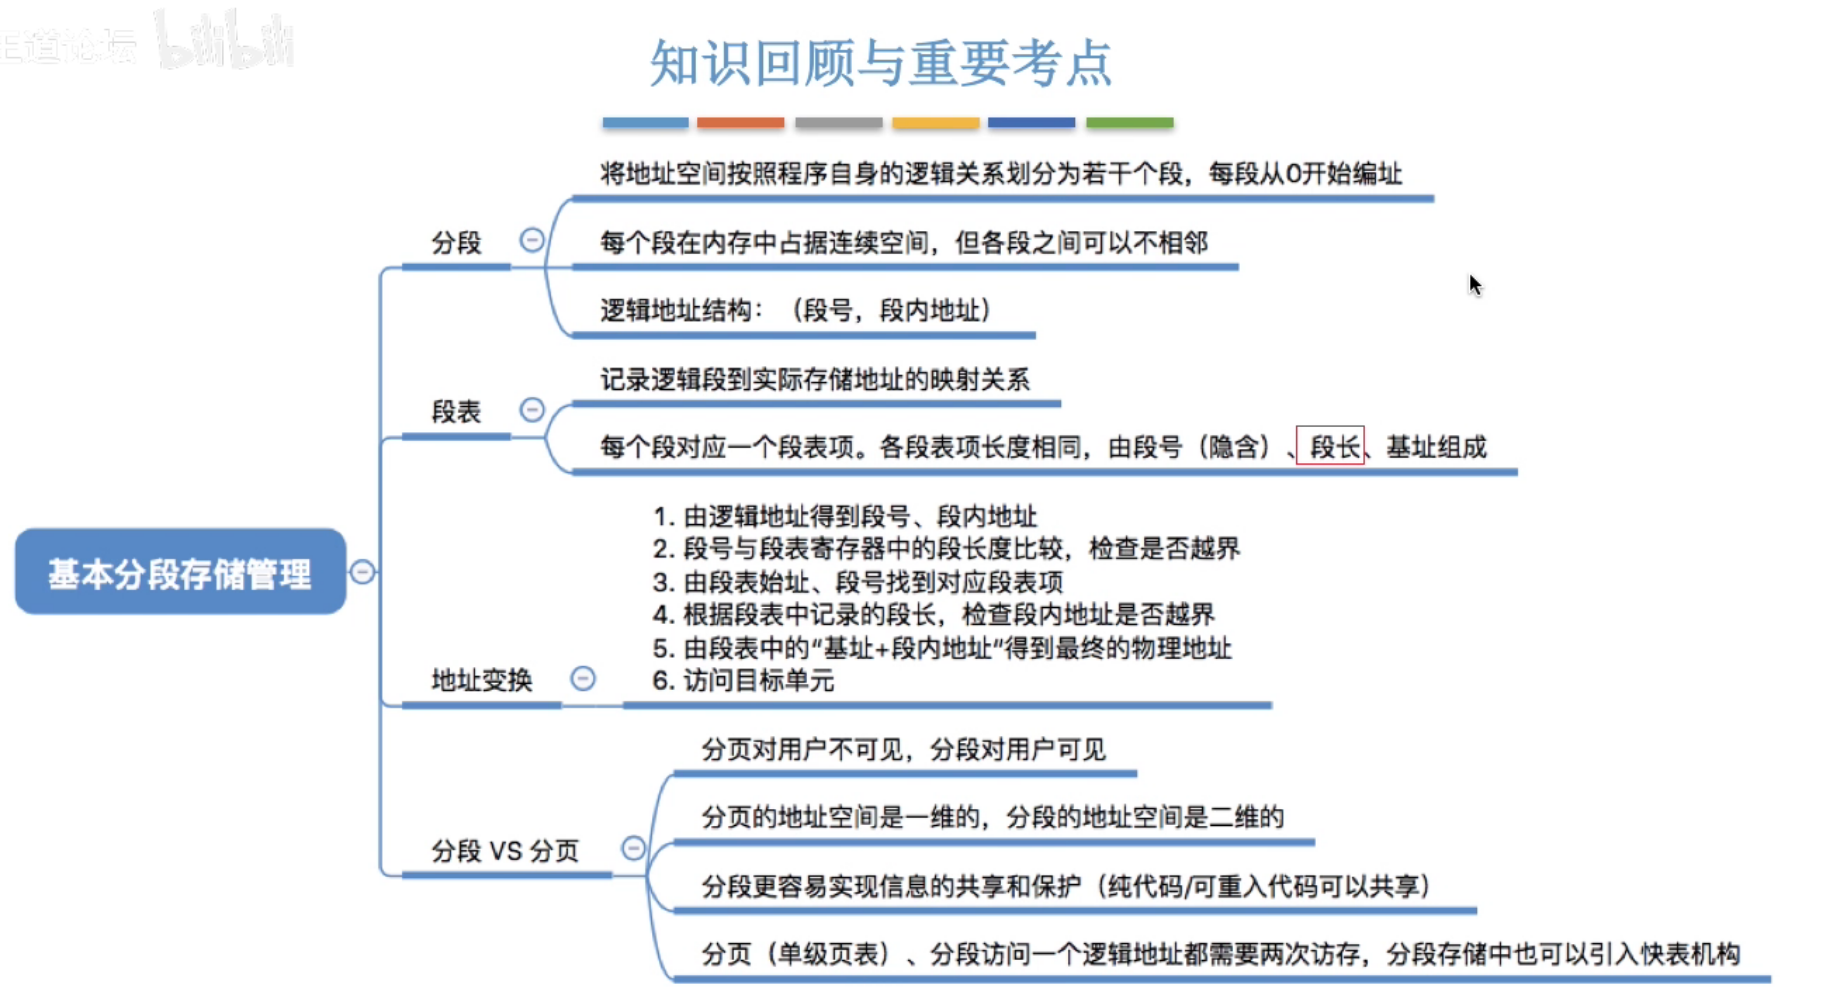 王道论坛 bilibili
知识回顾与重要考点
将地址空间按照程序自身的逻辑关系划分为若干个段，每段从0开始编址
分段
每个段在内存中占据连续空间，但各段之间可以不相邻
逻辑地址结构：（段号，段内地址）
记录逻辑段到实际存储地址的映射关系
段表
每个段对应一个段表项。各段表项长度相同，由段号（隐含）、段长、基址组成
基本分段存储管理
1. 由逻辑地址得到段号、段内地址
2. 段号与段表寄存器中的段长度比较，检查是否越界
3. 由段表始址、段号找到对应段表项
4. 根据段表中记录的段长，检查段内地址是否越界
5. 由段表中的“基址+段内地址”得到最终的物理地址
6. 访问目标单元
地址变换
分页对用户不可见，分段对用户可见
分页的地址空间是一维的，分段的地址空间是二维的
分段 VS 分页
分段更容易实现信息的共享和保护（纯代码/可重入代码可以共享）
分页（单级页表）、分段访问一个逻辑地址都需要两次访存，分段存储中也可以引入快表机构